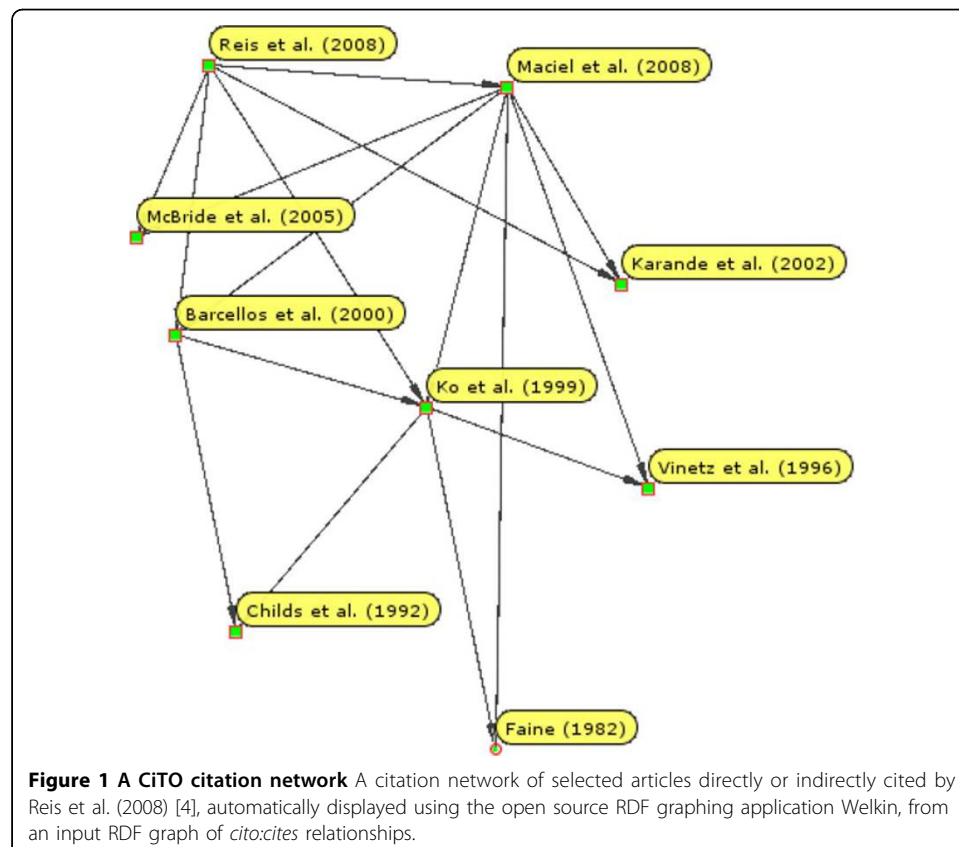 Reis et al. (2008)
Maciel et al. (2008)
McBride et al. (2005)
Karande et al. (2002)
Barcellos et al. (2000)
Ko et al. (1999)
Vinetz et al. (1996)
Childs et al. (1992)
Faine (1982)
Figure 1 A CiTO citation network A citation network of selected articles directly or indirectly cited by
Reis et al. (2008) [4], automatically displayed using the open source RDF graphing application Welkin, from
an input RDF graph of cito:cites relationships.